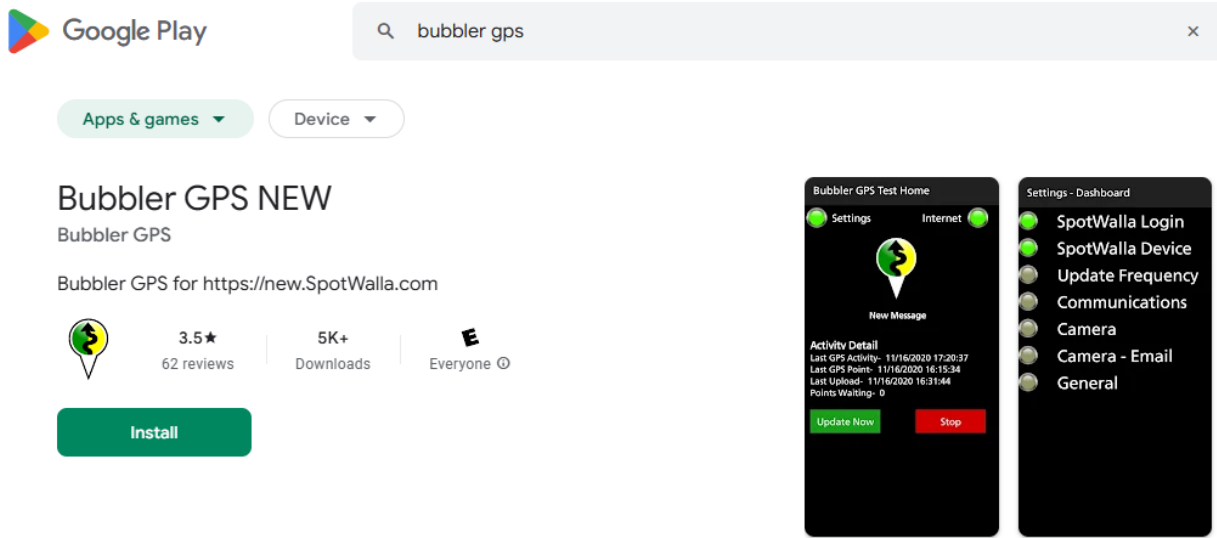 Google Play
bubbler gps
Apps & games
Device
Bubbler GPS NEW
Bubbler GPS
Bubbler GPS for https://new.SpotWalla.com
3.5★
62 reviews
5K+
Downloads
E
Everyone
Install
Bubbler GPS Test Home
Settings Internet
New Message
Activity Detail
Last GPS Activity- 11/16/2020 17:20:37
Last GPS Point- 11/16/2020 16:15:34
Last Upload- 11/16/2020 16:31:44
Points Waiting- 0
Update Now Stop
Settings - Dashboard
SpotWalla Login
SpotWalla Device
Update Frequency
Communications
Camera
Camera - Email
General